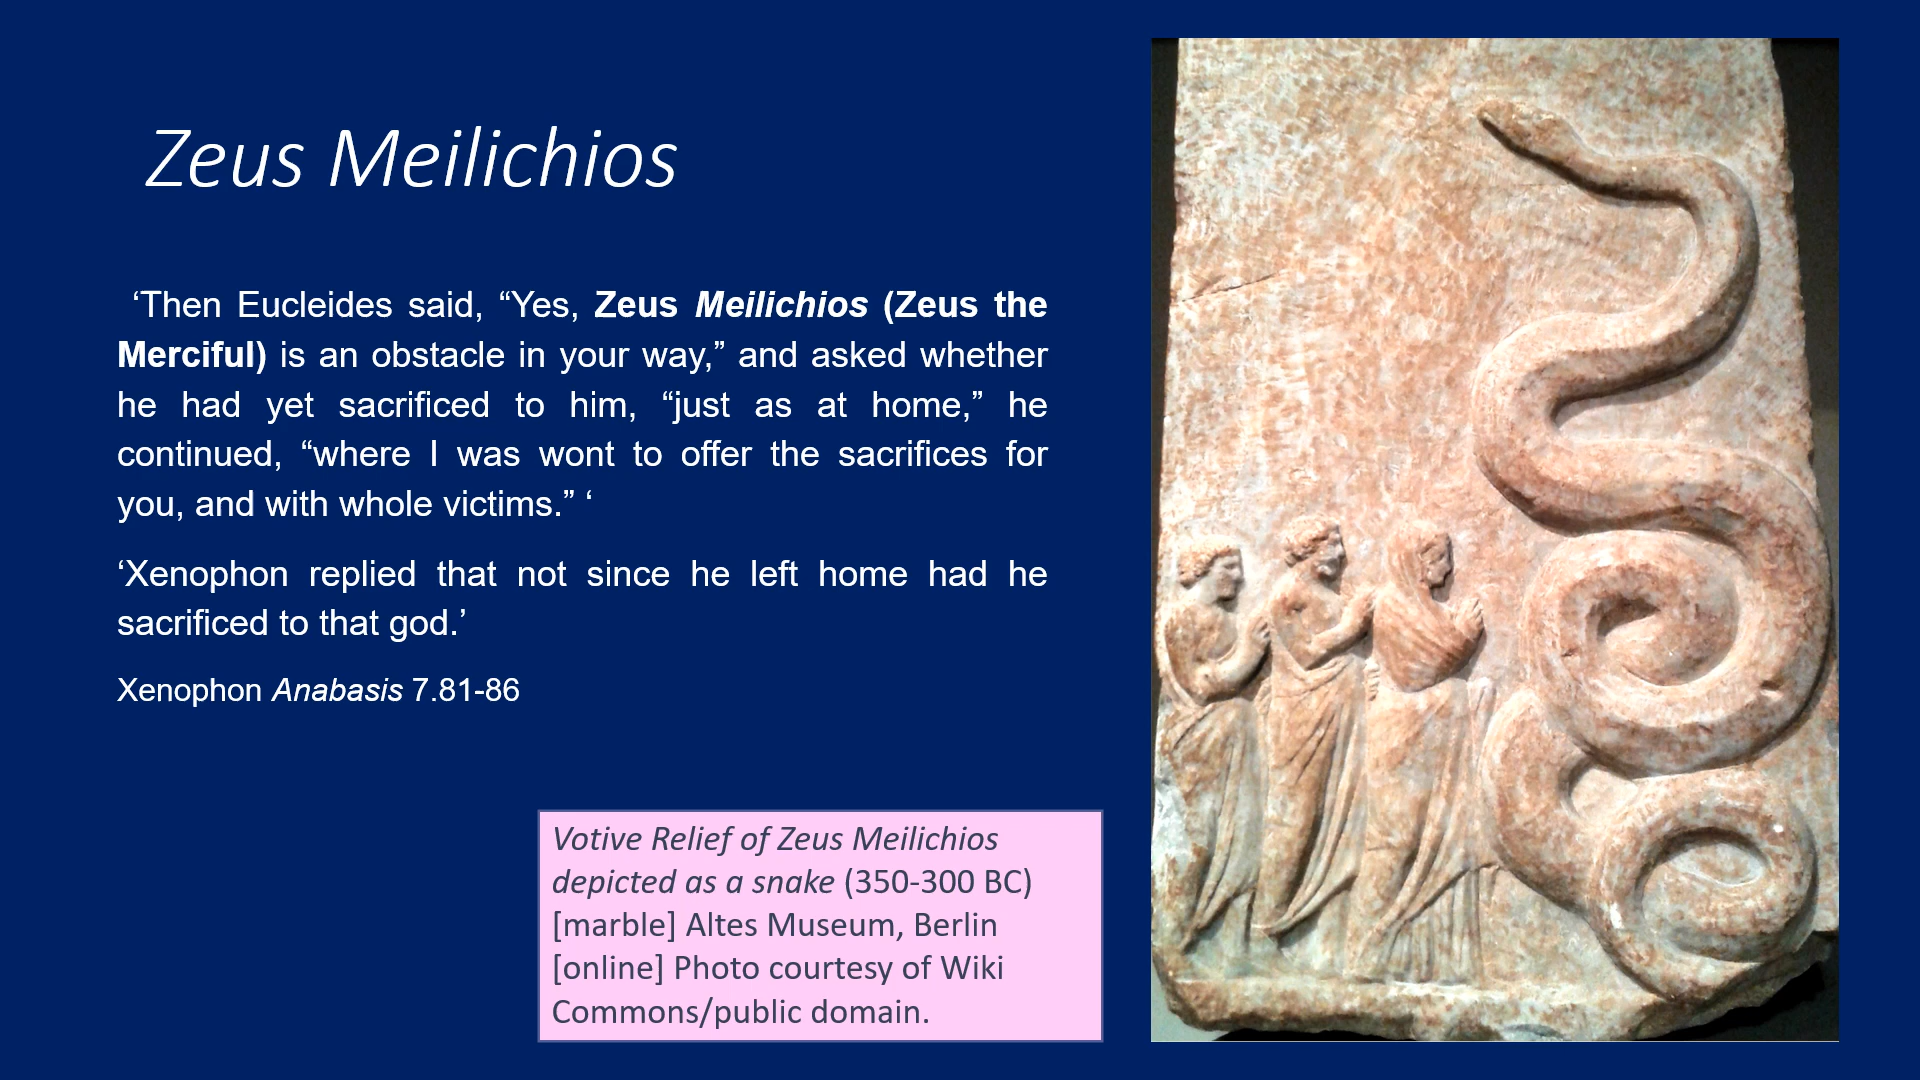 Zeus Meilichios
‘Then Eucleides said, “Yes, Zeus Meilichios (Zeus the
Merciful) is an obstacle in your way,” and asked whether
he had yet sacrificed to him, “just as at home,” he
continued, “where I was wont to offer the sacrifices for
you, and with whole victims.” ‘
‘Xenophon replied that not since he left home had he
sacrificed to that god.’
Xenophon Anabasis 7.81-86
Votive Relief of Zeus Meilichios
depicted as a snake (350-300 BC)
[marble] Altes Museum, Berlin
[online] Photo courtesy of Wiki
Commons/public domain.